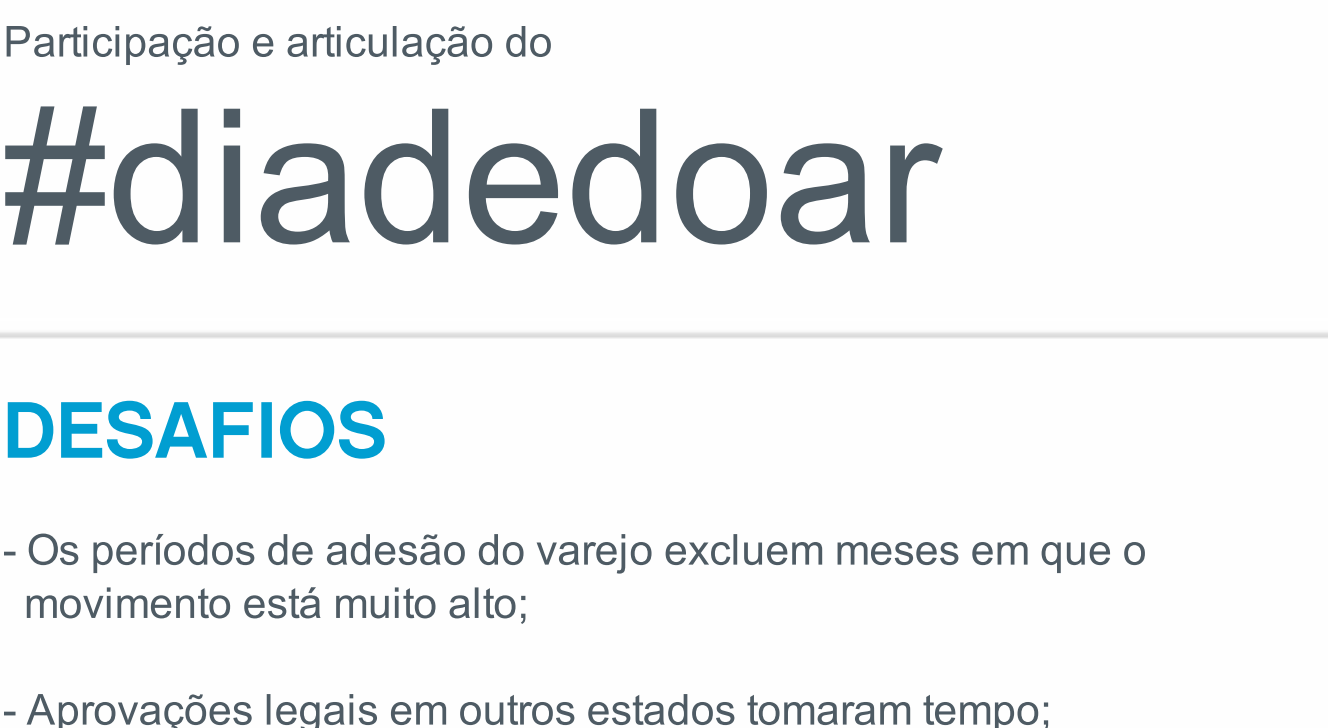 Participação e articulação do
#diadedoar
DESAFIOS
- Os períodos de adesão do varejo excluem meses em que o
movimento está muito alto;
- Aprovações legais em outros estados tomaram tempo;